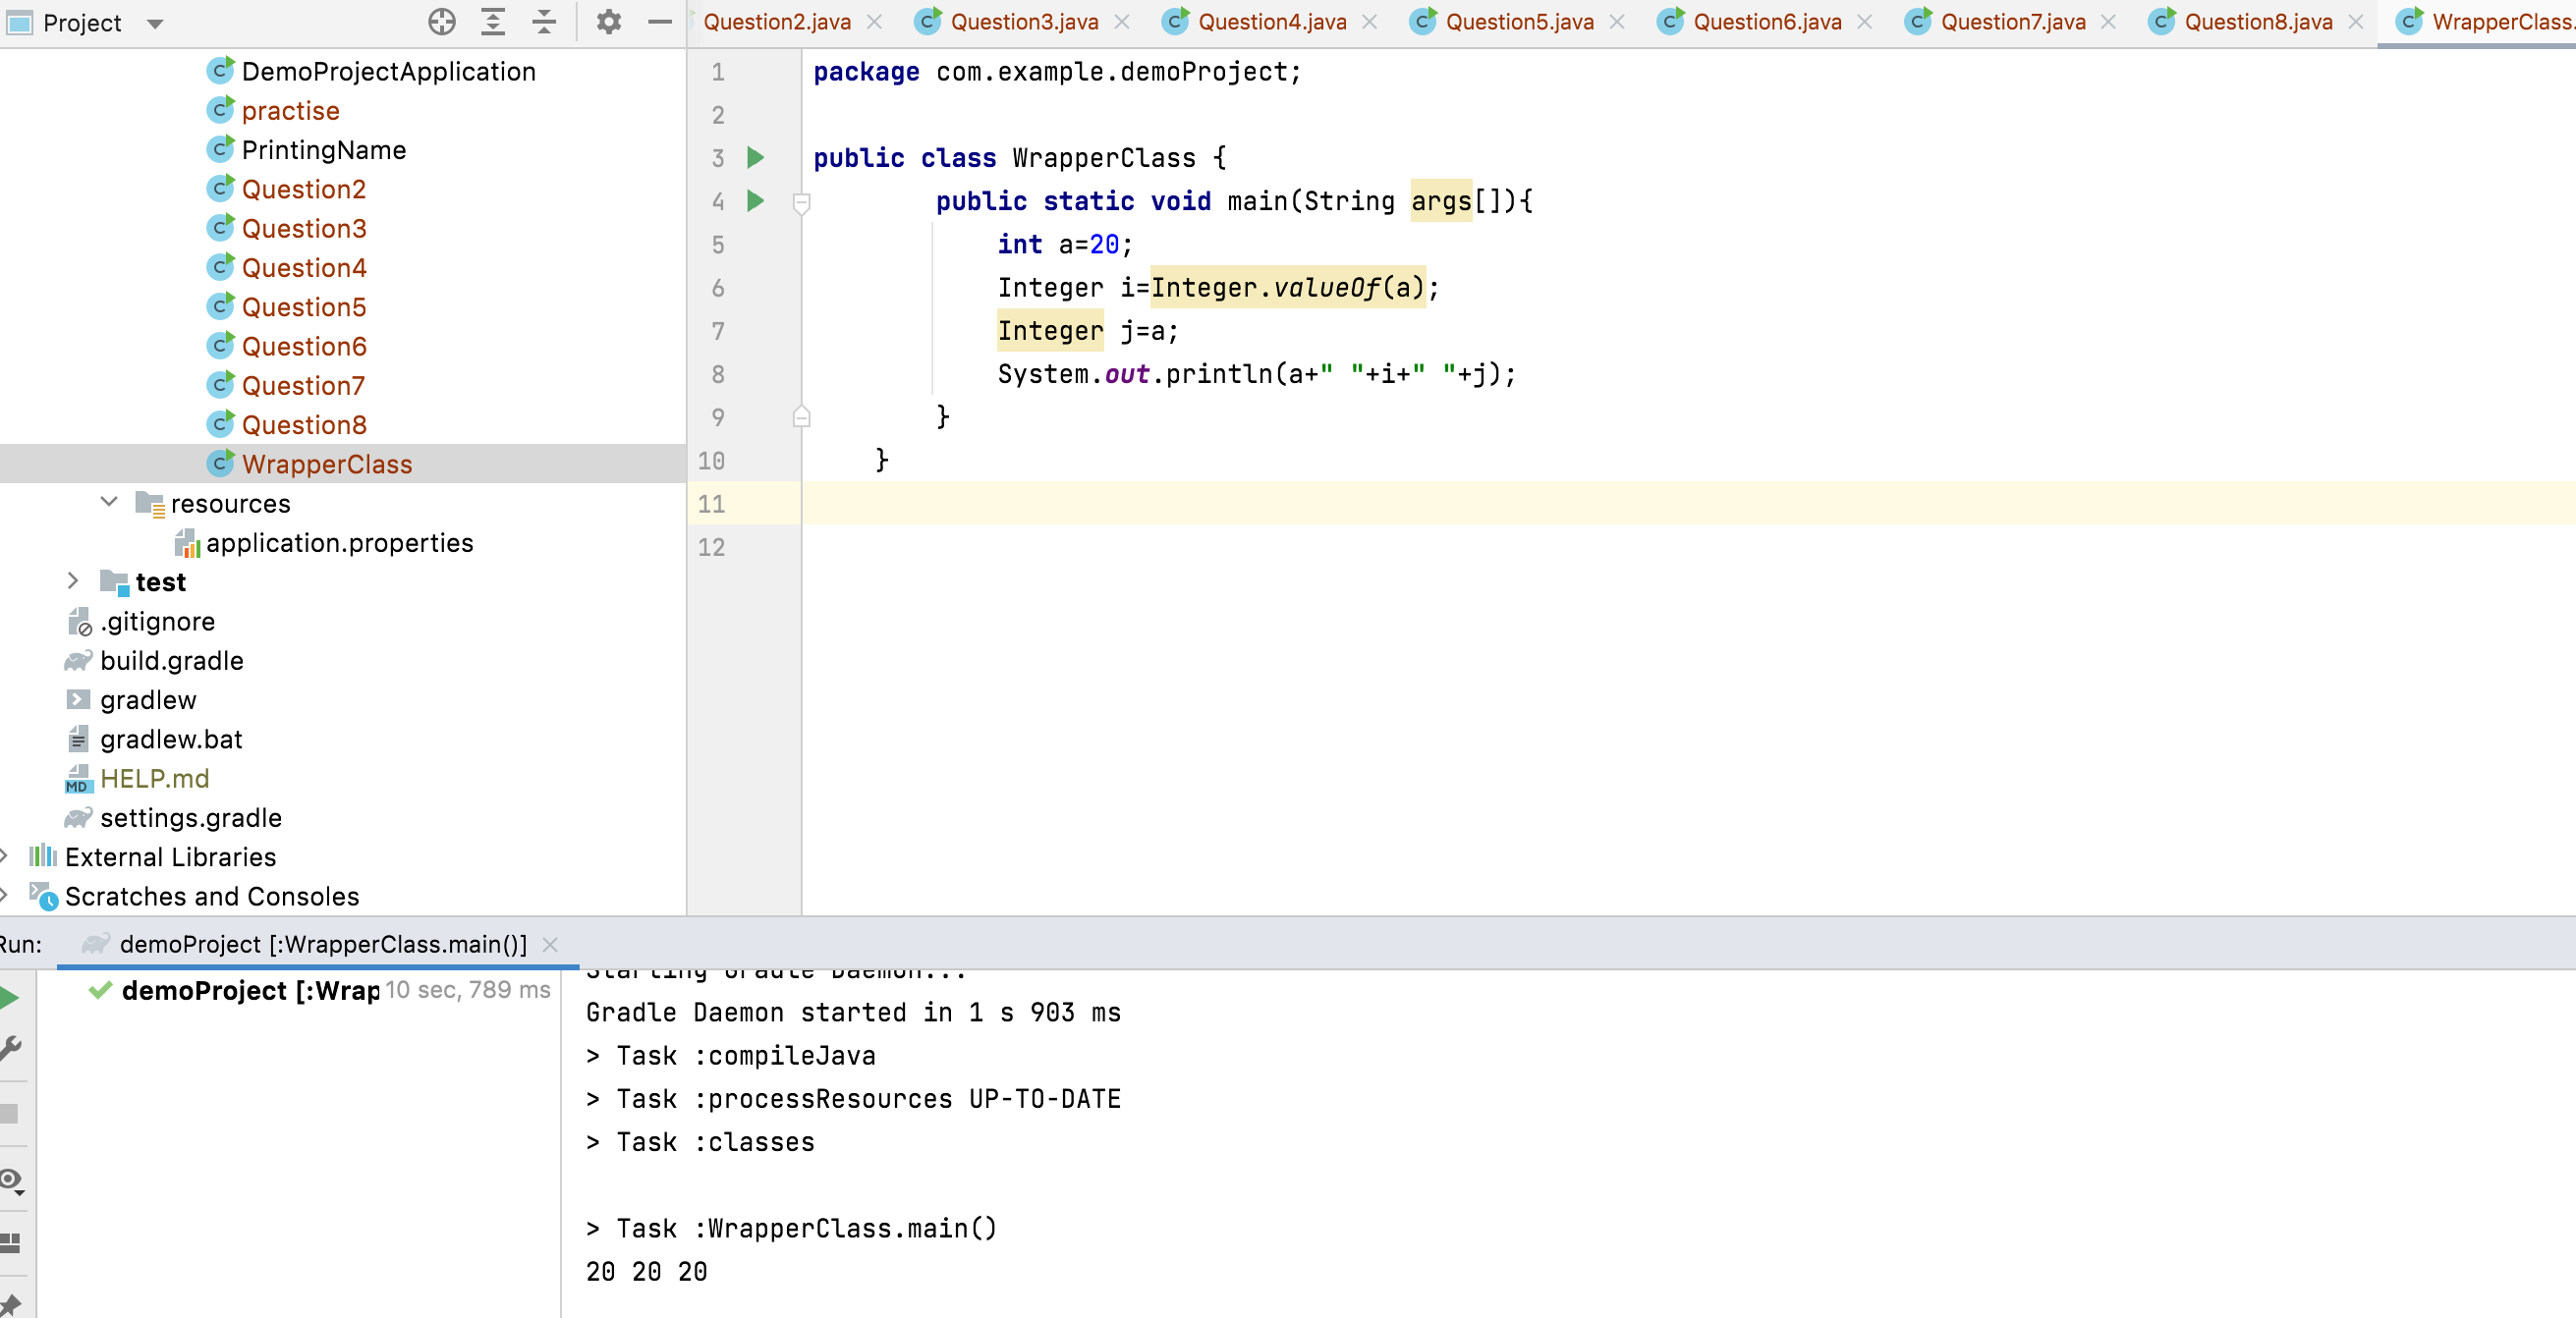 Project
Question2.java
Question3.java
Question4.java
Question5.java
Question6.java
Question7.java
Question8.java
WrapperClass.
DemoProjectApplication
practise
PrintingName
Question2
Question3
Question4
Question5
Question6
Question7
Question8
WrapperClass
resources
application.properties
test
.gitignore
build.gradle
gradlew
gradlew.bat
HELP.md
settings.gradle
External Libraries
Scratches and Consoles
1 package com.example.demoProject;
2
3 public class WrapperClass {
4 public static void main(String args[]){
5 int a=20;
6 Integer i=Integer.valueOf(a);
7 Integer j=a;
8 System.out.println(a+" "+i+" "+j);
9 }
10 }
11
12
Run: demoProject [:WrapperClass.main()]
demoProject [:Wrap 10 sec, 789 ms
Starting Gradle Daemon...
Gradle Daemon started in 1 s 903 ms
> Task :compileJava
> Task :processResources UP-TO-DATE
> Task :classes
> Task :WrapperClass.main()
20 20 20